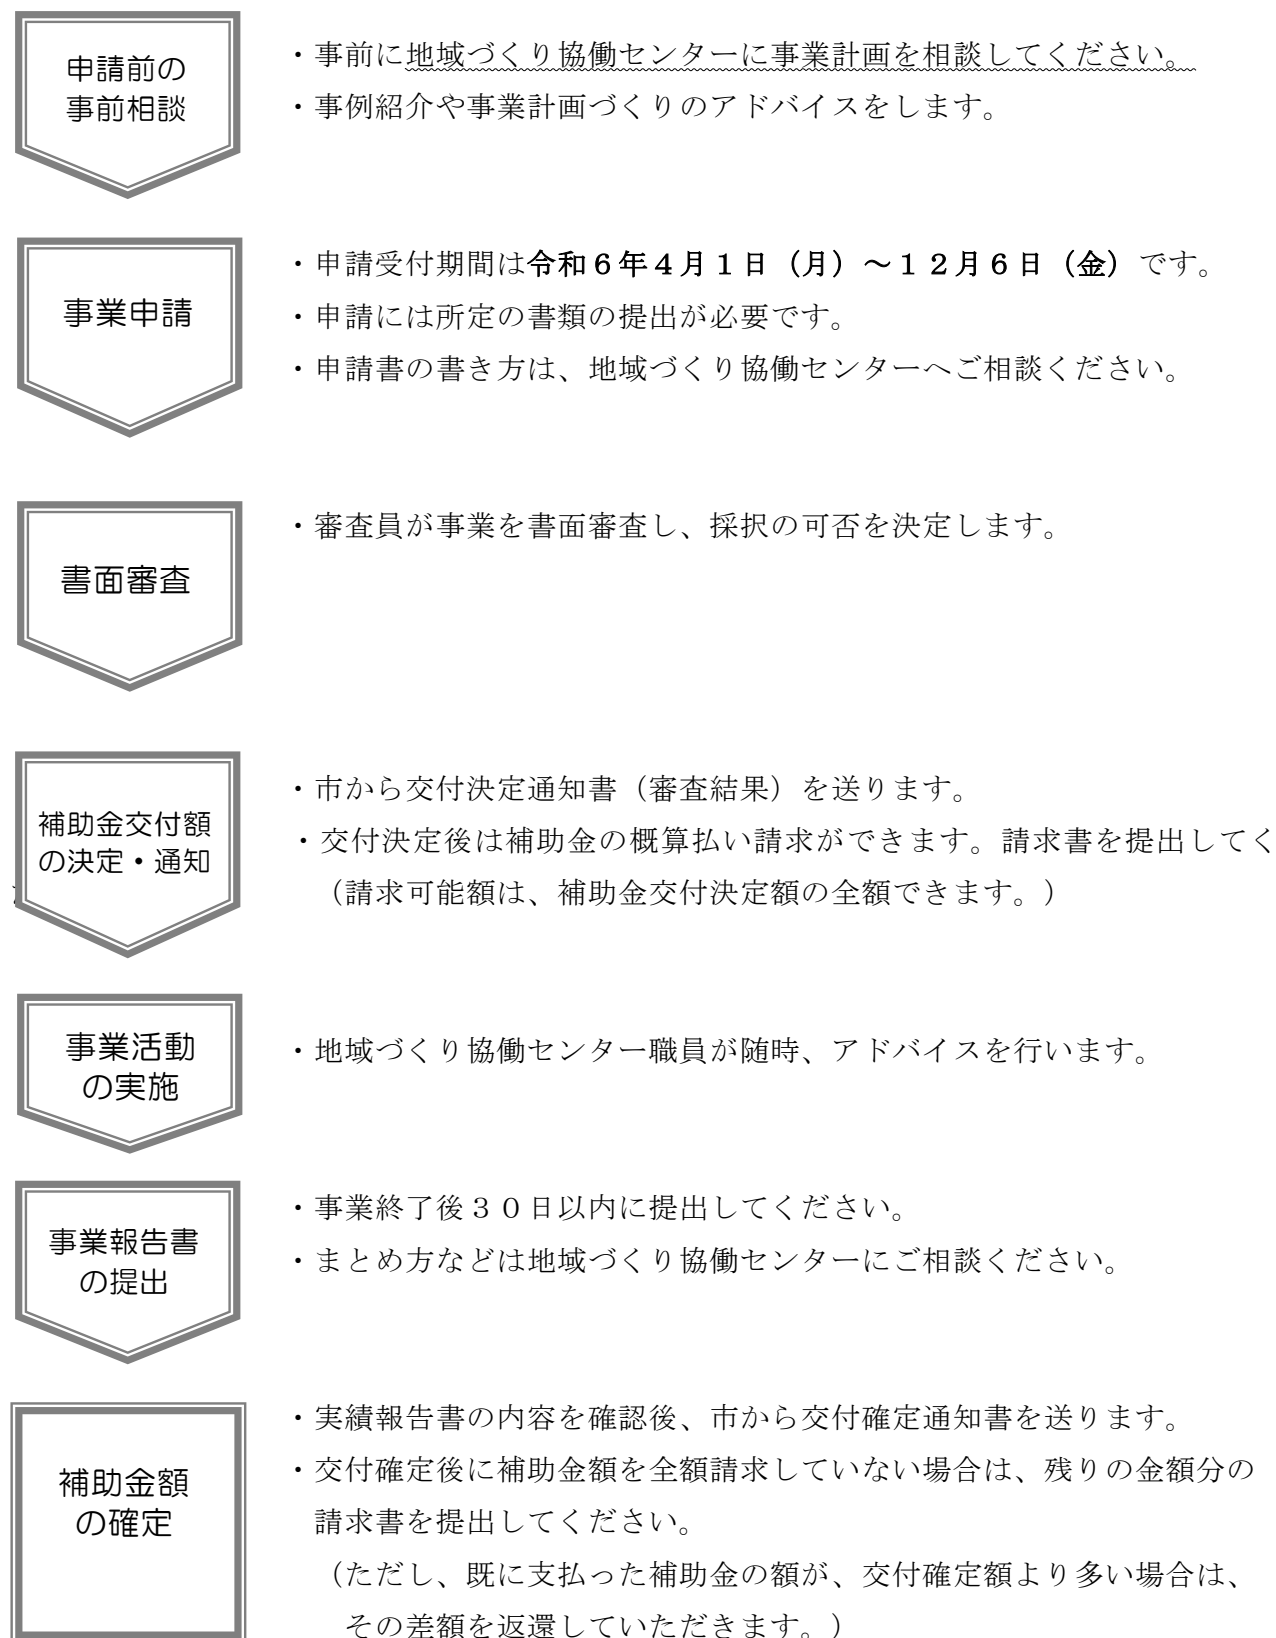 申請前の
事前相談
・事前に地域づくり協働センターに事業計画を相談してください。
・事例紹介や事業計画づくりのアドバイスをします。
事業申請
・申請受付期間は令和６年４月１日（月）～１２月６日（金）です。
・申請には所定の書類の提出が必要です。
・申請書の書き方は、地域づくり協働センターへご相談ください。
書面審査
・審査員が事業を書面審査し、採択の可否を決定します。
補助金交付額
の決定・通知
・市から交付決定通知書（審査結果）を送ります。
・交付決定後は補助金の概算払い請求ができます。請求書を提出してく
（請求可能額は、補助金交付決定額の全額できます。）
事業活動
の実施
・地域づくり協働センター職員が随時、アドバイスを行います。
事業報告書
の提出
・事業終了後３０日以内に提出してください。
・まとめ方などは地域づくり協働センターにご相談ください。
補助金額
の確定
・実績報告書の内容を確認後、市から交付確定通知書を送ります。
・交付確定後に補助金額を全額請求していない場合は、残りの金額分の
請求書を提出してください。
（ただし、既に支払った補助金の額が、交付確定額より多い場合は、
その差額を返還していただきます。）